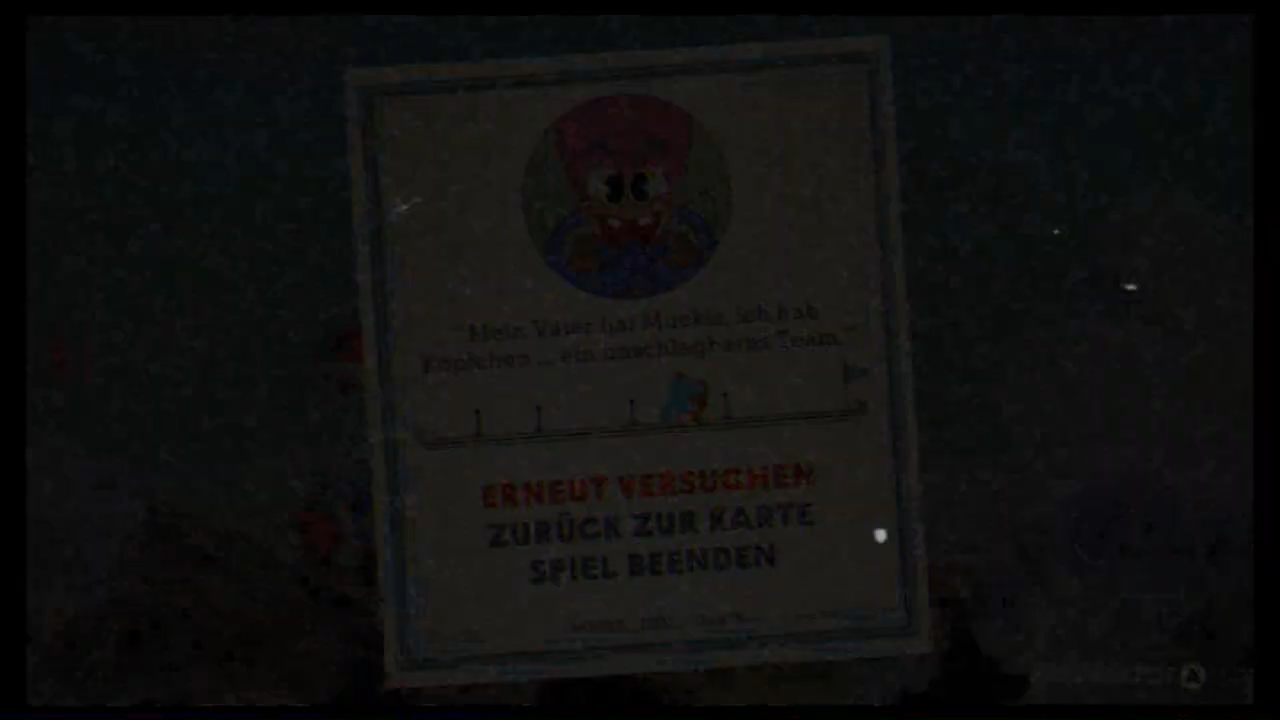 "Mein Vater hat Muckis, ich hab
Köpfchen ... ein unschlagbares Team."
ERNEUT VERSUCHEN
ZURÜCK ZUR KARTE
SPIEL BEENDEN
A